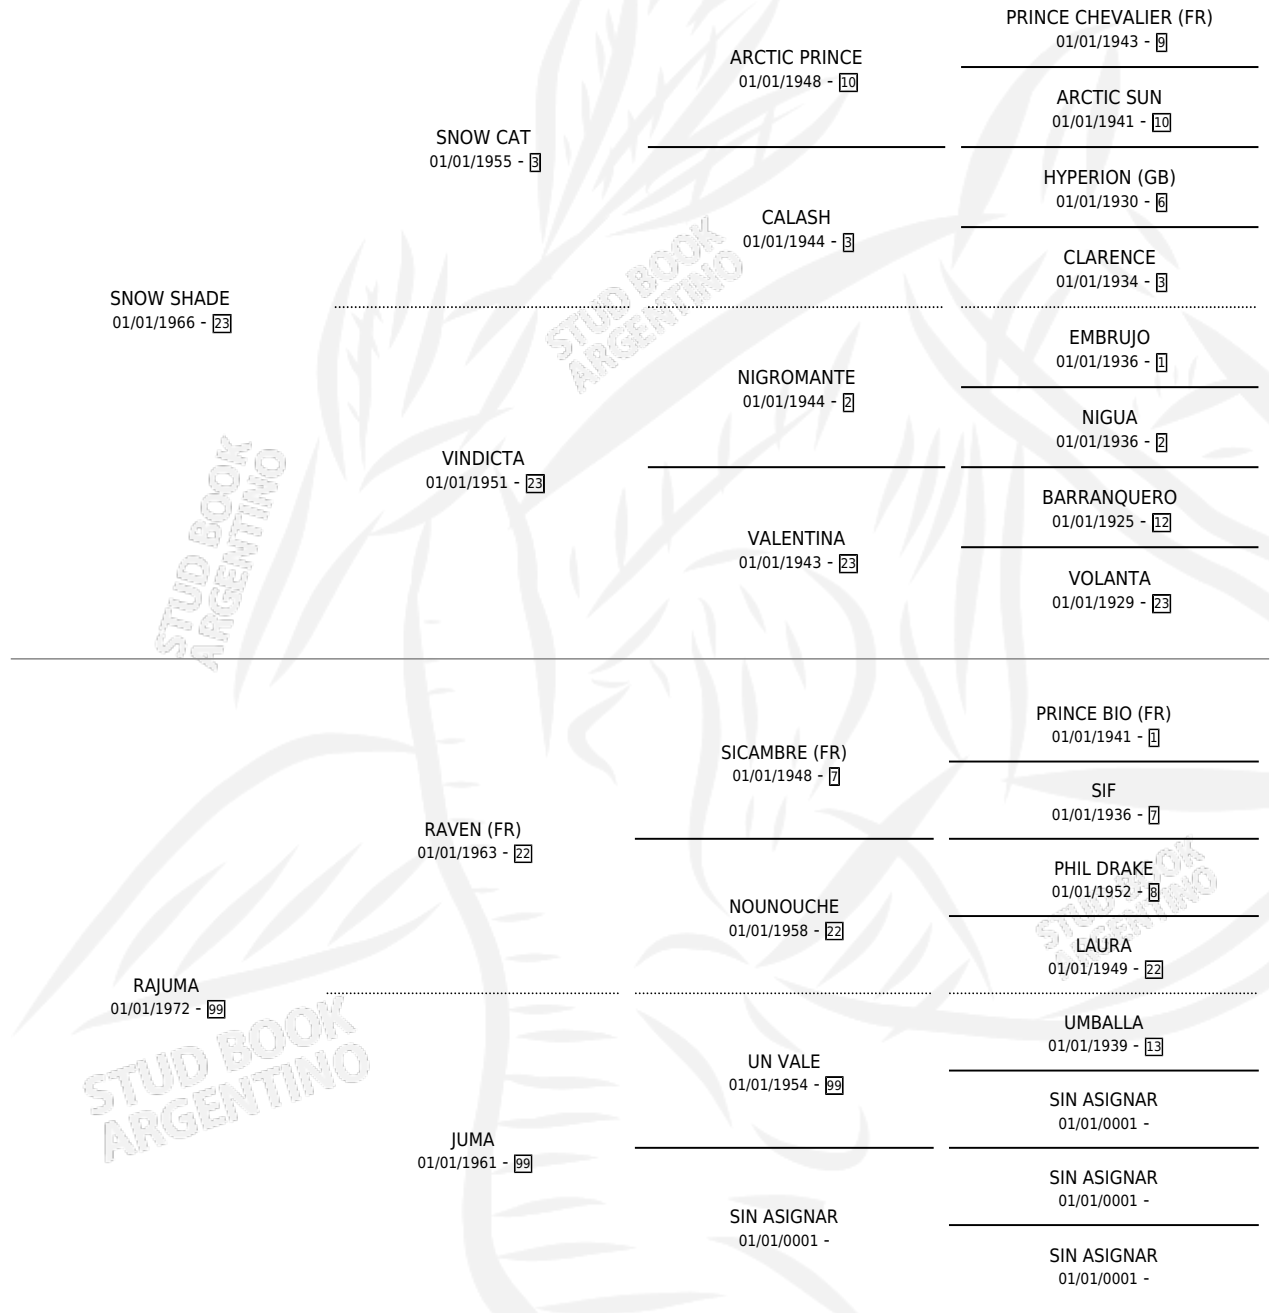 PRINCE CHEVALIER (FR)
01/01/1943 - 9
ARCTIC PRINCE
01/01/1948 - 10
ARCTIC SUN
01/01/1941 - 10
SNOW CAT
01/01/1955 - 3
HYPERION (GB)
01/01/1930 - 6
CALASH
01/01/1944 - 3
CLARENCE
01/01/1934 - 3
SNOW SHADE
01/01/1966 - 23
EMBRUJO
01/01/1936 - 1
NIGROMANTE
01/01/1944 - 2
NIGUA
01/01/1936 - 2
VINDICTA
01/01/1951 - 23
BARRANQUERO
01/01/1925 - 12
VALENTINA
01/01/1943 - 23
VOLANTA
01/01/1929 - 23
PRINCE BIO (FR)
01/01/1941 - 1
SICAMBRE (FR)
01/01/1948 - 7
SIF
01/01/1936 - 7
RAVEN (FR)
01/01/1963 - 22
PHIL DRAKE
01/01/1952 - 8
NOUNOUCHE
01/01/1958 - 22
LAURA
01/01/1949 - 22
RAJUMA
01/01/1972 - 99
UMBALLA
01/01/1939 - 13
UN VALE
01/01/1954 - 99
SIN ASIGNAR
01/01/0001 -
JUMA
01/01/1961 - 99
SIN ASIGNAR
01/01/0001 -
SIN ASIGNAR
01/01/0001 -
SIN ASIGNAR
01/01/0001 -
STUD BOOK
ARGENTINO
STUD BOOK
ARGENTINO
STUD BOOK
ARGENTINO
STUD BOOK
ARGENTINO